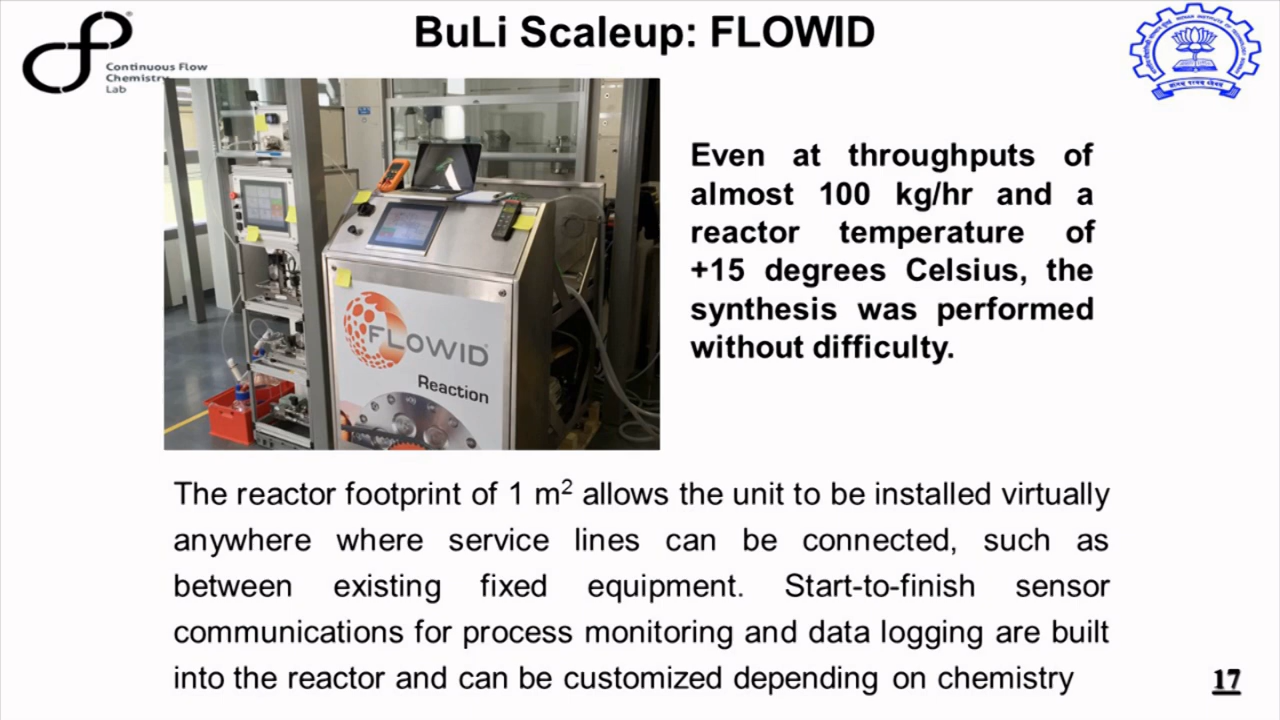 BuLi Scaleup: FLOWID
Continuous Flow
Chemistry
Lab
Even at throughputs of
almost 100 kg/hr and a
reactor temperature of
+15 degrees Celsius, the
synthesis was performed
without difficulty.
FLOWID
Reaction
The reactor footprint of 1 m² allows the unit to be installed virtually
anywhere where service lines can be connected, such as
between existing fixed equipment. Start-to-finish sensor
communications for process monitoring and data logging are built
into the reactor and can be customized depending on chemistry
17